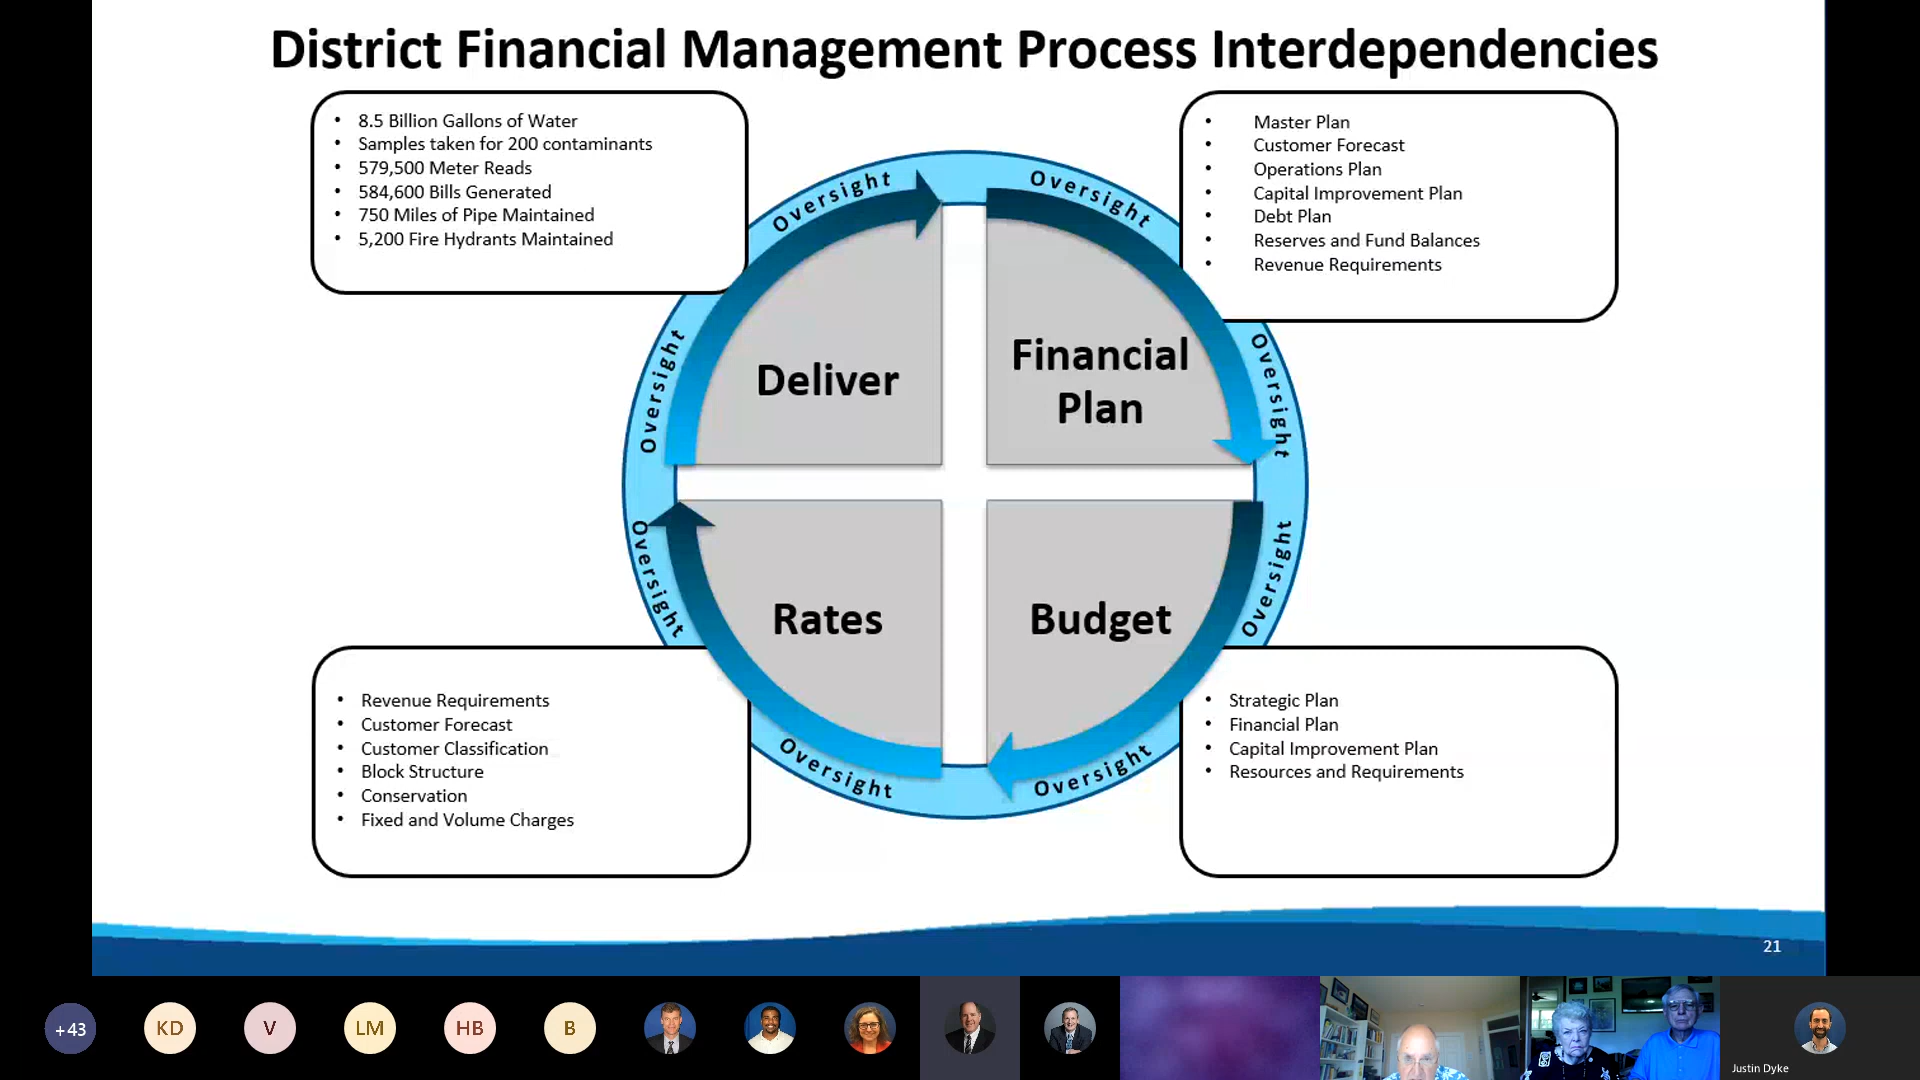 District Financial Management Process Interdependencies
• 8.5 Billion Gallons of Water
• Samples taken for 200 contaminants
• 579,500 Meter Reads
• 584,600 Bills Generated
• 750 Miles of Pipe Maintained
• 5,200 Fire Hydrants Maintained
• Master Plan
• Customer Forecast
• Operations Plan
• Capital Improvement Plan
• Debt Plan
• Reserves and Fund Balances
• Revenue Requirements
Oversight
Oversight
Oversight
Oversight
Deliver
Financial
Plan
Rates
Budget
Oversight
Oversight
Oversight
Oversight
• Revenue Requirements
• Customer Forecast
• Customer Classification
• Block Structure
• Conservation
• Fixed and Volume Charges
• Strategic Plan
• Financial Plan
• Capital Improvement Plan
• Resources and Requirements
21
+43
KD
V
LM
HB
B
Justin Dyke